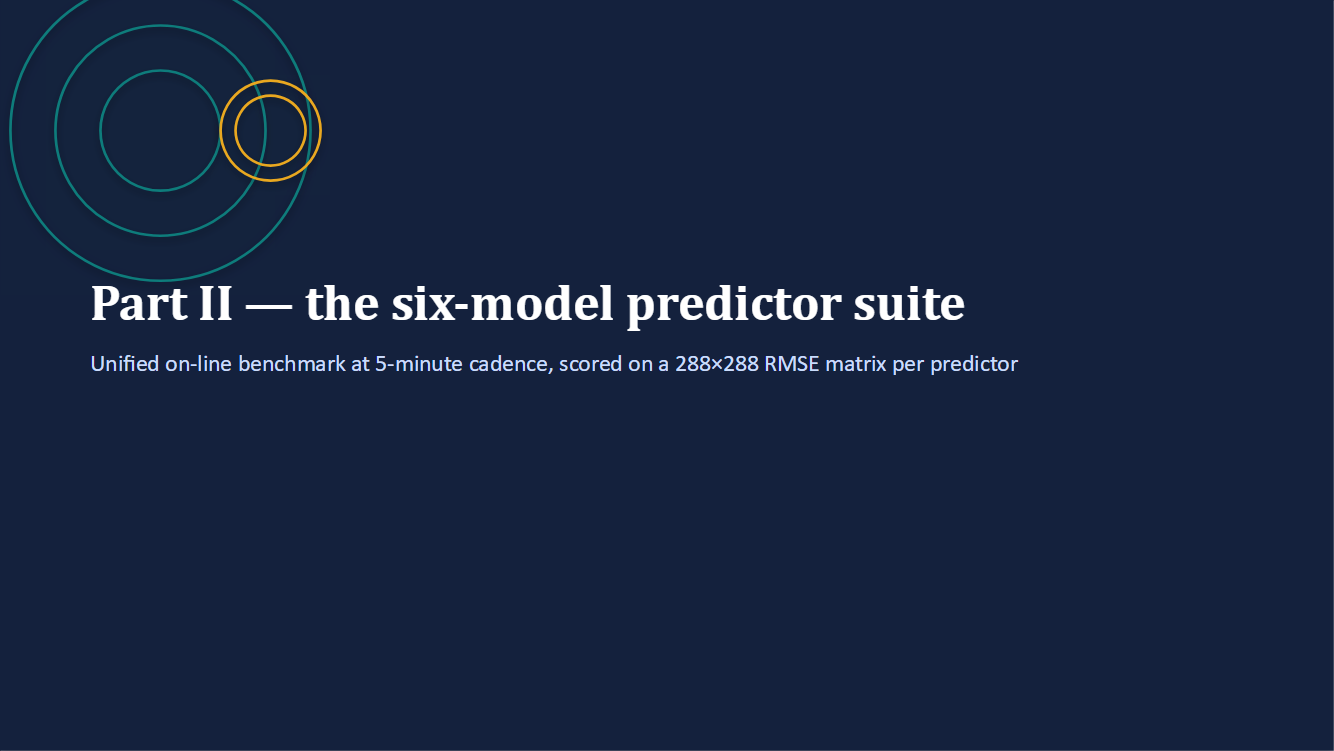 Part II — the six-model predictor suite
Unified on-line benchmark at 5-minute cadence, scored on a 288×288 RMSE matrix per predictor